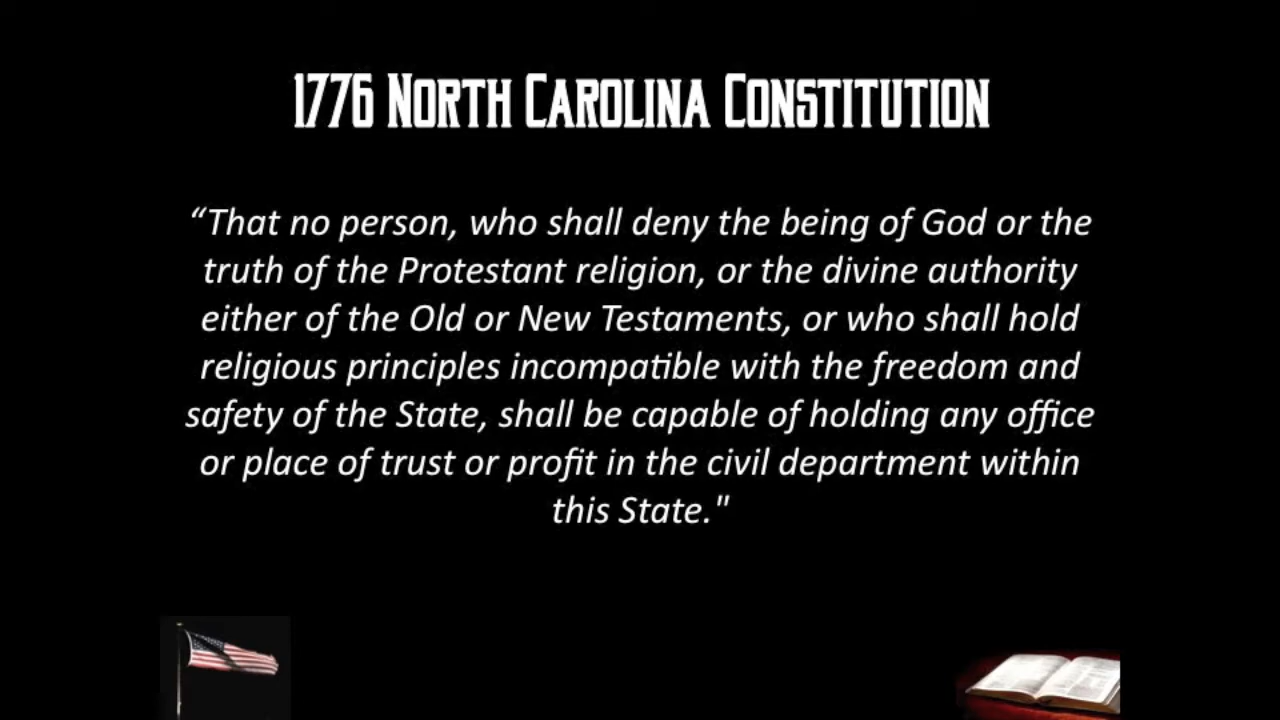 1776 North Carolina Constitution
“That no person, who shall deny the being of God or the
truth of the Protestant religion, or the divine authority
either of the Old or New Testaments, or who shall hold
religious principles incompatible with the freedom and
safety of the State, shall be capable of holding any office
or place of trust or profit in the civil department within
this State."